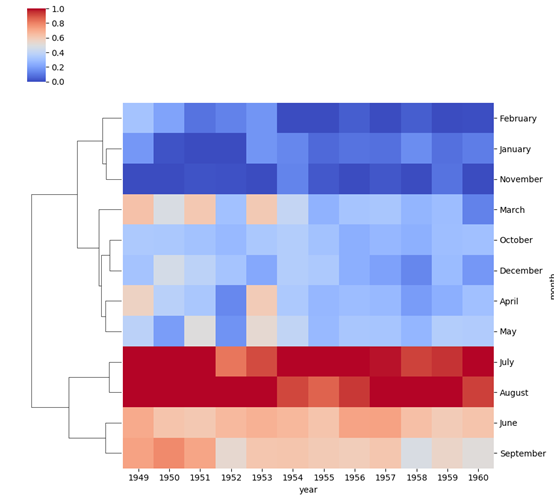 1.0
0.8
0.6
0.4
0.2
0.0
February
January
November
March
October
December
April
May
July
August
June
September
month
1949 1950 1951 1952 1953 1954 1955 1956 1957 1958 1959 1960
year